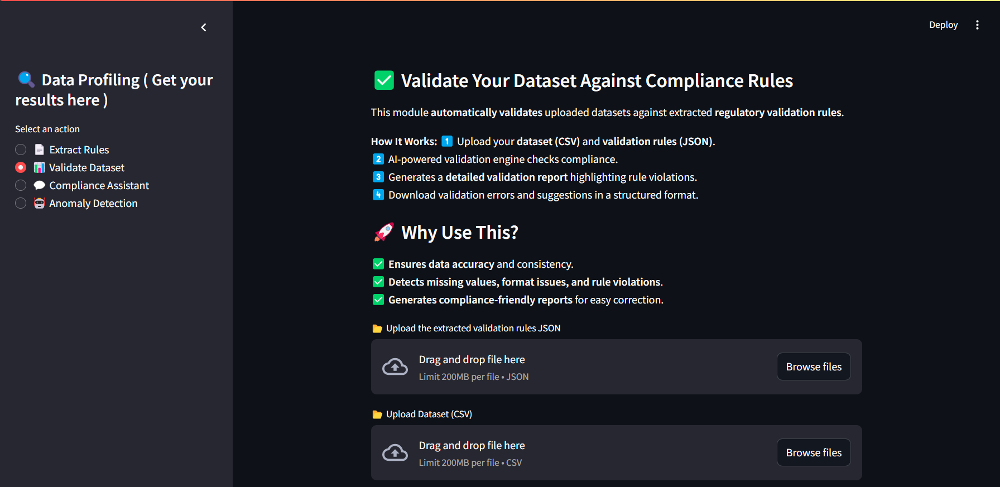 Deploy
🔍 Data Profiling ( Get your
results here )
Select an action
📄 Extract Rules
📊 Validate Dataset
💬 Compliance Assistant
🤖 Anomaly Detection
✅ Validate Your Dataset Against Compliance Rules
This module automatically validates uploaded datasets against extracted regulatory validation rules.
How It Works: 1️⃣ Upload your dataset (CSV) and validation rules (JSON).
2️⃣ AI-powered validation engine checks compliance.
3️⃣ Generates a detailed validation report highlighting rule violations.
4️⃣ Download validation errors and suggestions in a structured format.
🚀 Why Use This?
✅ Ensures data accuracy and consistency.
✅ Detects missing values, format issues, and rule violations.
✅ Generates compliance-friendly reports for easy correction.
📂 Upload the extracted validation rules JSON
Drag and drop file here
Limit 200MB per file • JSON
Browse files
📂 Upload Dataset (CSV)
Drag and drop file here
Limit 200MB per file • CSV
Browse files